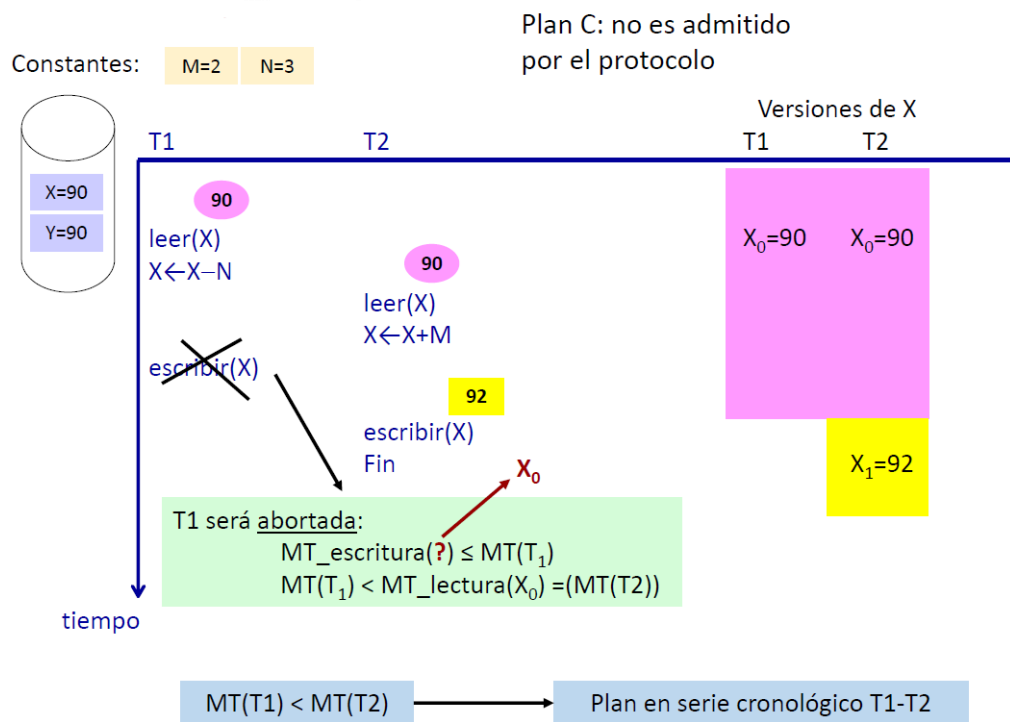 Plan C: no es admitido
por el protocolo
Constantes: M=2 N=3
Versiones de X
T1 T2 T1 T2
X=90
Y=90
90
leer(X)
X←X−N
90
leer(X)
X←X+M
escribir(X)
92
escribir(X)
Fin
X₀=90 X₀=90
X₁=92
X₀
T1 será abortada:
MT_escritura(?) ≤ MT(T₁)
MT(T₁) < MT_lectura(X₀) =(MT(T2))
tiempo
MT(T1) < MT(T2) Plan en serie cronológico T1-T2